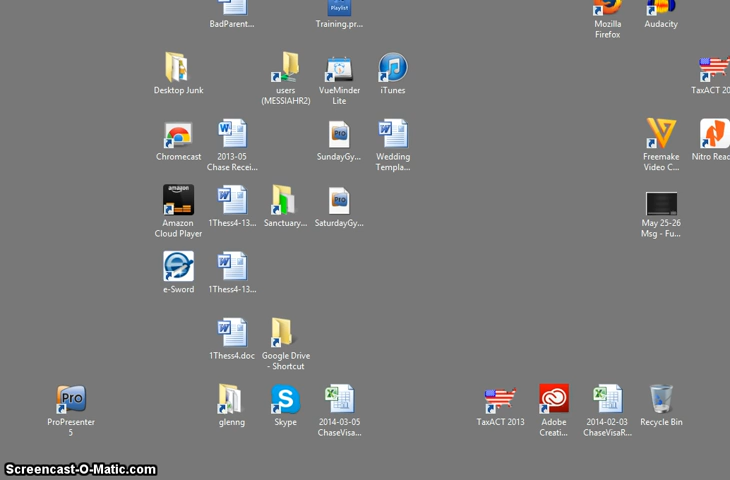 BadParent...
Training.pr...
Mozilla
Firefox
Audacity
Desktop Junk
users
(MESSIAHR2)
VueMinder
Lite
iTunes
TaxACT 20
Chromecast
2013-05
Chase Recei...
SundayGy...
Wedding
Templa...
Freemake
Video C...
Nitro Read
Amazon
Cloud Player
1Thess4-13...
Sanctuary...
SaturdayGy...
May 25-26
Msg - Fu...
e-Sword
1Thess4-13...
1Thess4.doc
Google Drive
- Shortcut
ProPresenter
5
glenng
Skype
2014-03-05
ChaseVisa...
TaxACT 2013
Adobe
Creati...
2014-02-03
ChaseVisaR...
Recycle Bin
Screencast-O-Matic.com